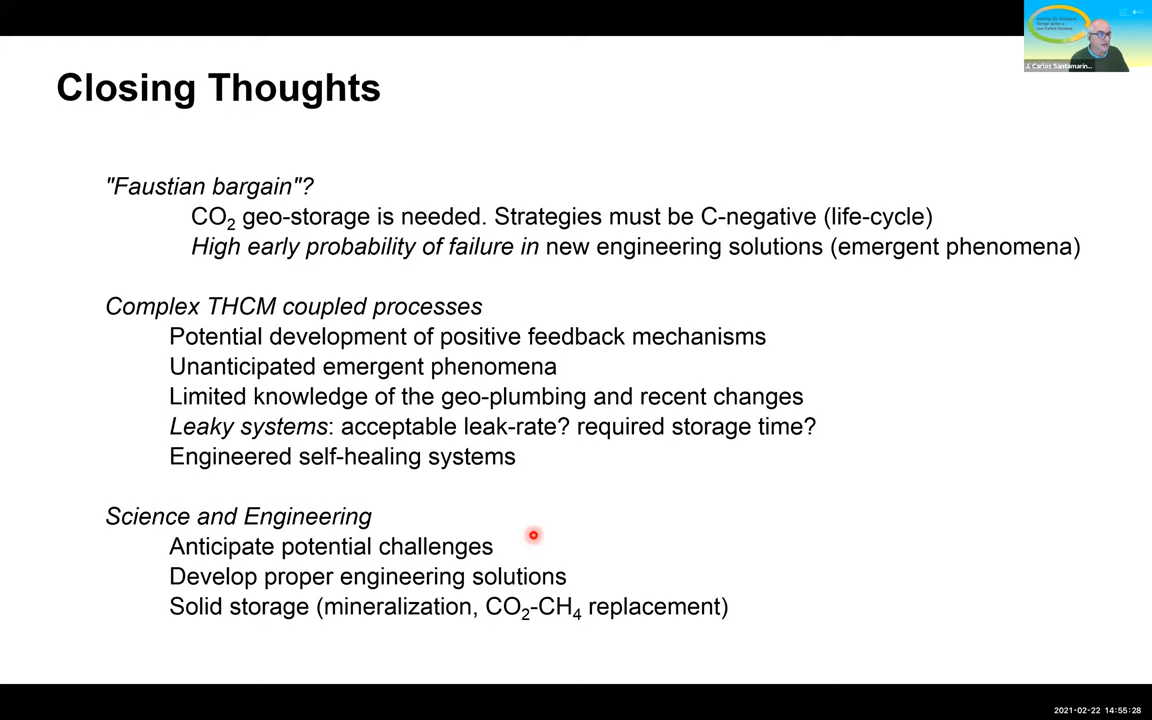 Closing Thoughts
"Faustian bargain"?
CO2 geo-storage is needed. Strategies must be C-negative (life-cycle)
High early probability of failure in new engineering solutions (emergent phenomena)
Complex THCM coupled processes
Potential development of positive feedback mechanisms
Unanticipated emergent phenomena
Limited knowledge of the geo-plumbing and recent changes
Leaky systems: acceptable leak-rate? required storage time?
Engineered self-healing systems
Science and Engineering
Anticipate potential challenges
Develop proper engineering solutions
Solid storage (mineralization, CO2-CH4 replacement)
J. Carlos Santamarin...
2021-02-22 14:55:28